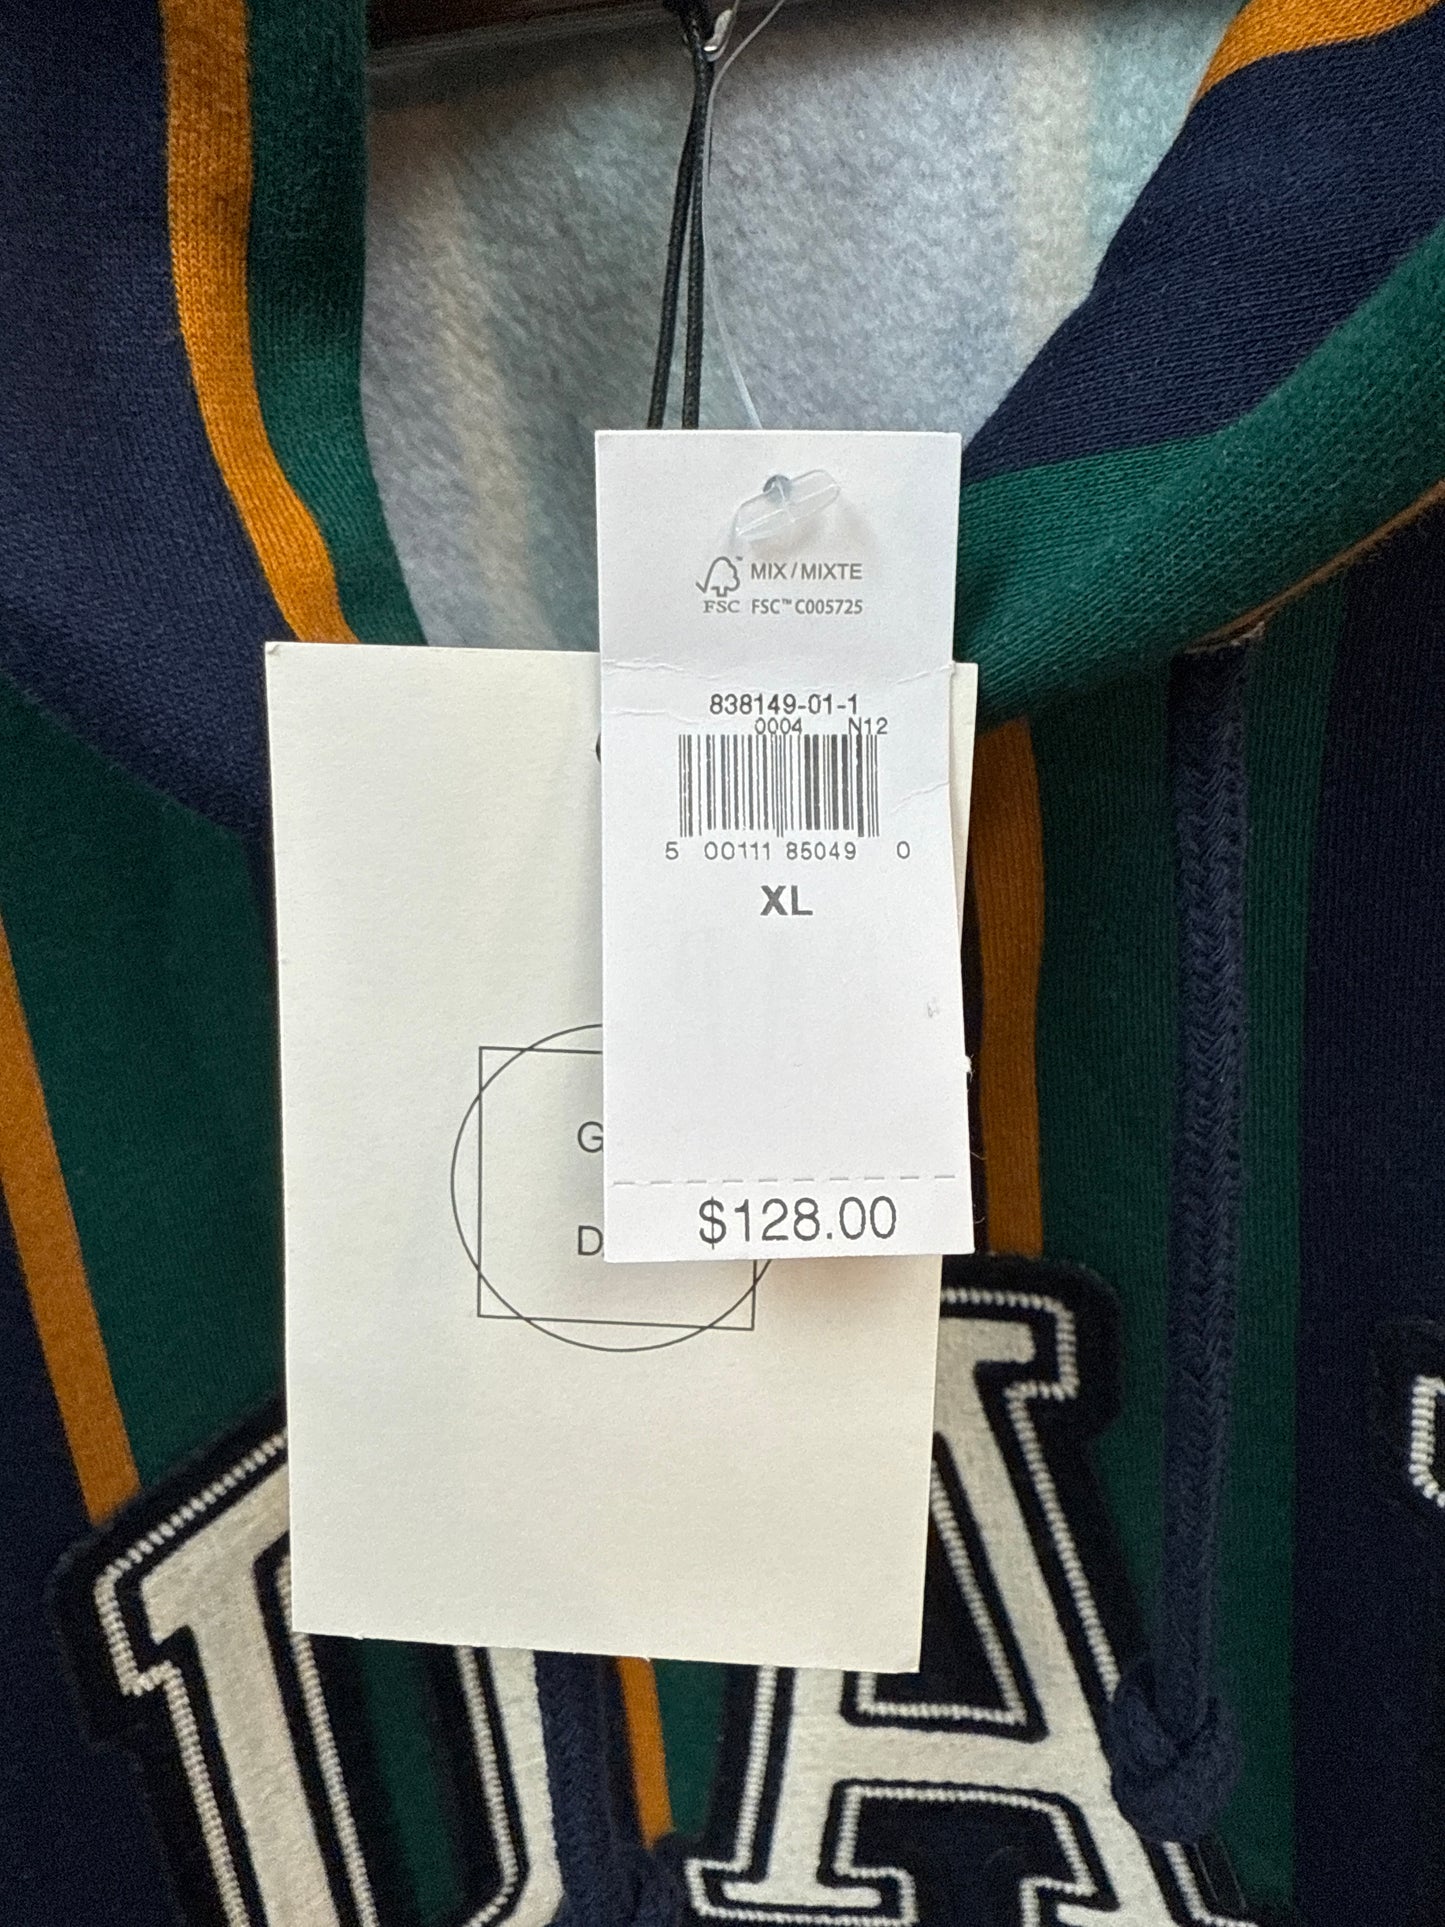 MIX / MIXTE
FSC FSC™ C005725
838149-01-1
0004 N12
5 00111 85049 0
XL
$128.00
G
D
A